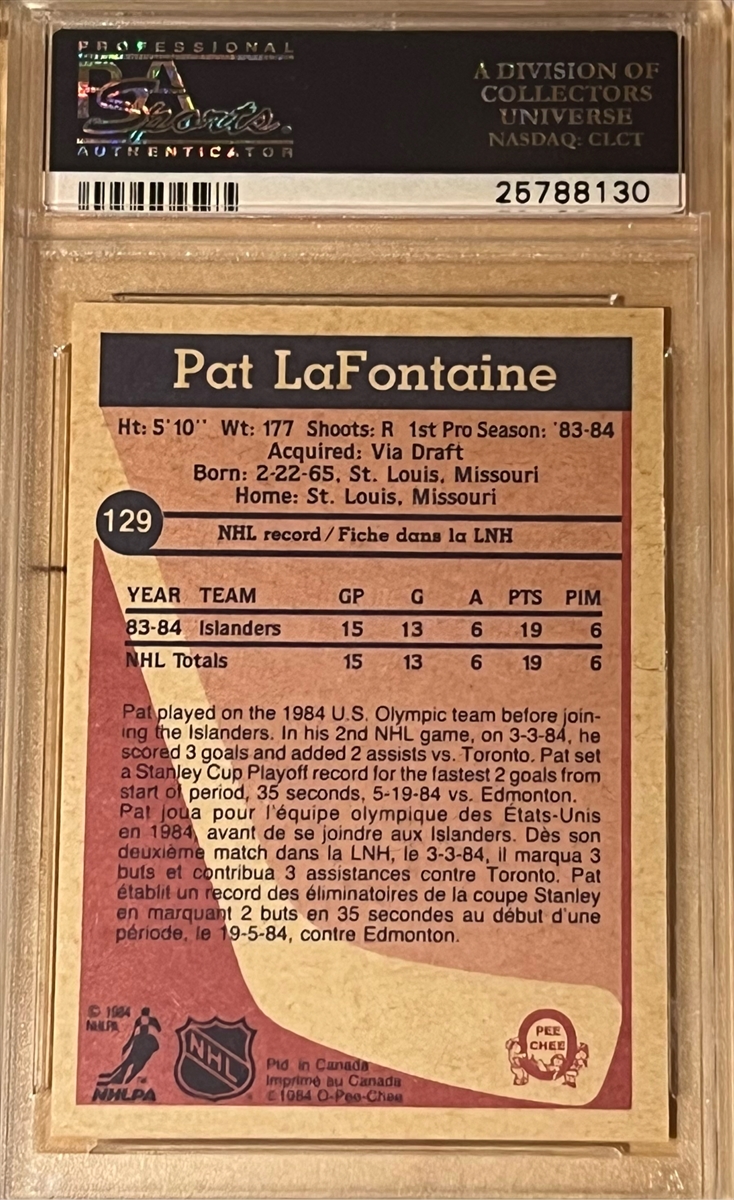 PROFESSIONAL
PSA
Sports.
AUTHENTICATOR
A DIVISION OF
COLLECTORS
UNIVERSE
NASDAQ: CLCT
25788130
Pat LaFontaine
Ht: 5'10" Wt: 177 Shoots: R 1st Pro Season: '83-84
Acquired: Via Draft
Born: 2-22-65, St. Louis, Missouri
Home: St. Louis, Missouri
129
NHL record/Fiche dans la LNH
YEAR TEAM GP G A PTS PIM
83-84 Islanders 15 13 6 19 6
NHL Totals 15 13 6 19 6
Pat played on the 1984 U.S. Olympic team before join-
ing the Islanders. In his 2nd NHL game, on 3-3-84, he
scored 3 goals and added 2 assists vs. Toronto. Pat set
a Stanley Cup Playoff record for the fastest 2 goals from
start of period, 35 seconds, 5-19-84 vs. Edmonton.
Pat joua pour l'équipe olympique des États-Unis
en 1984, avant de se joindre aux Islanders. Dès son
deuxième match dans la LNH, le 3-3-84, il marqua 3
buts et contribua 3 assistances contre Toronto. Pat
établit un record des éliminatoires de la coupe Stanley
en marquant 2 buts en 35 secondes au début d'une
période, le 19-5-84, contre Edmonton.
© 1984
NHLPA
NHLPA
NHL
Ptd. in Canada
Imprimé au Canada
© 1984 O-Pee-Chee
PEE
CHEE